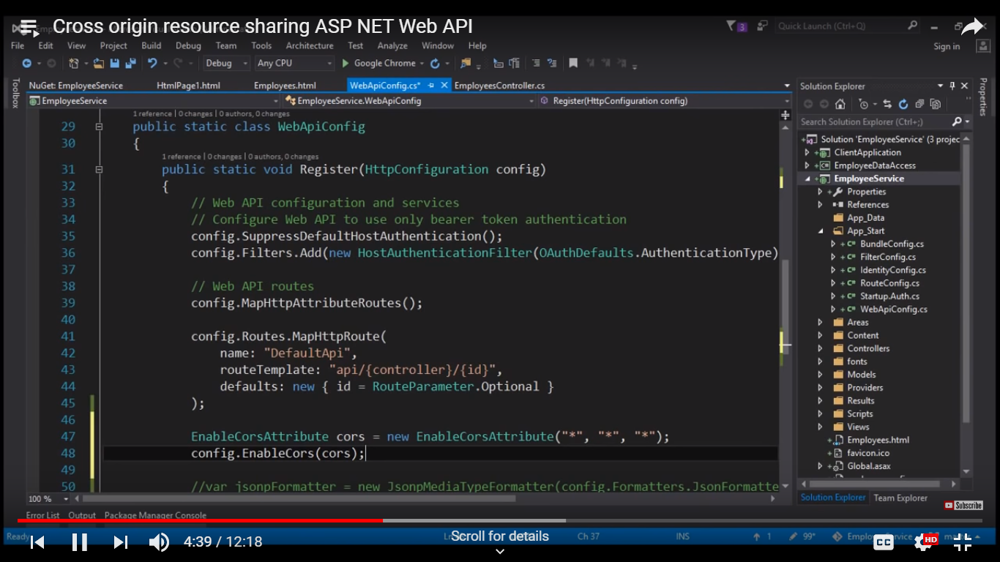 Cross origin resource sharing ASP NET Web API
3
Quick Launch (Ctrl+Q)
File Edit View Project Build Debug Team Tools Architecture Test Analyze Window Help
Sign in
Debug Any CPU Google Chrome
Toolbox
NuGet: EmployeeService HtmlPage1.html Employees.html WebApiConfig.cs* EmployeesController.cs
EmployeeService EmployeeService.WebApiConfig Register(HttpConfiguration config)
1 reference | 0 changes | 0 authors, 0 changes
29 public static class WebApiConfig
30 {
1 reference | 0 changes | 0 authors, 0 changes
31 public static void Register(HttpConfiguration config)
32 {
33 // Web API configuration and services
34 // Configure Web API to use only bearer token authentication
35 config.SuppressDefaultHostAuthentication();
36 config.Filters.Add(new HostAuthenticationFilter(OAuthDefaults.AuthenticationType)
37
38 // Web API routes
39 config.MapHttpAttributeRoutes();
40
41 config.Routes.MapHttpRoute(
42 name: "DefaultApi",
43 routeTemplate: "api/{controller}/{id}",
44 defaults: new { id = RouteParameter.Optional }
45 );
46
47 EnableCorsAttribute cors = new EnableCorsAttribute("*", "*", "*");
48 config.EnableCors(cors);
49
50 //var jsonpFormatter = new JsonpMediaTypeFormatter(config.Formatters.JsonFormatte
100 %
Error List Output Package Manager Console
Solution Explorer
Properties
Search Solution Explorer (Ctrl+;)
Solution 'EmployeeService' (3 projec
ClientApplication
EmployeeDataAccess
EmployeeService
Properties
References
App_Data
App_Start
BundleConfig.cs
FilterConfig.cs
IdentityConfig.cs
RouteConfig.cs
Startup.Auth.cs
WebApiConfig.cs
Areas
Content
Controllers
fonts
Models
Providers
Results
Scripts
Views
Employees.html
favicon.ico
Global.asax
Solution Explorer Team Explorer
Subscribe
Ready Ch 37 INS 1 99*
4:39 / 12:18
Scroll for details
CC HD